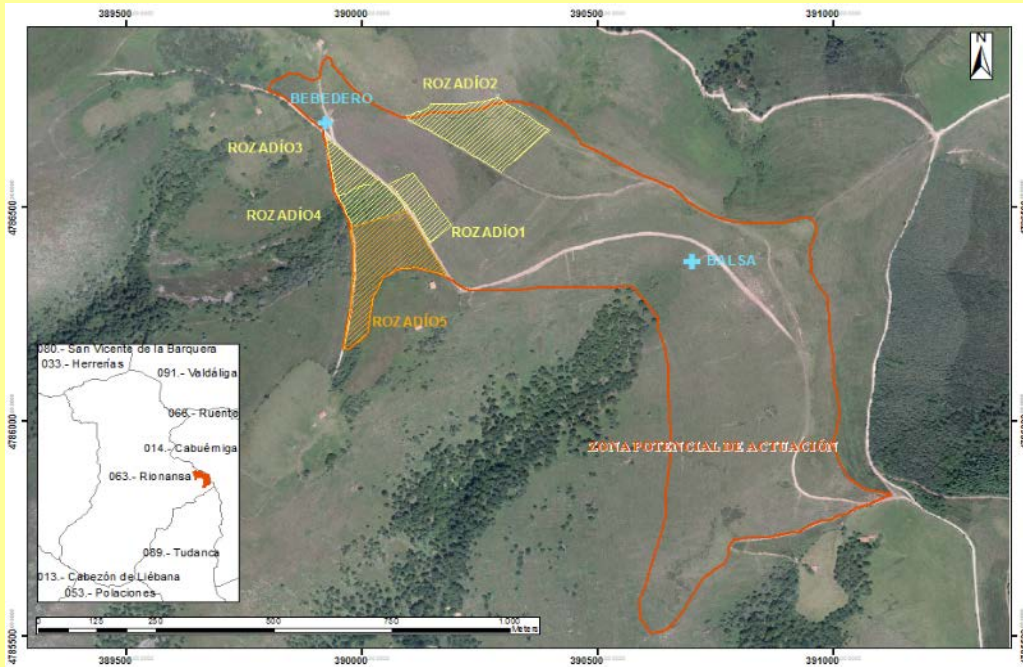 389500 390000 390500 391000
N
ROZADÍO2
BEBEDERO
ROZADÍO3
4786500
ROZADÍO4
ROZADÍO1
BALSA
ROZADÍO5
080.- San Vicente de la Barquera
033.- Herrerías
091.- Valdáliga
066.- Ruente
014.- Cabuérniga
063.- Rionansa
089.- Tudanca
013.- Cabezón de Liébana
053.- Polaciones
4786000
ZONA POTENCIAL DE ACTUACIÓN
0 125 250 500 750 1.000
Meters
4785500
389500 390000 390500 391000